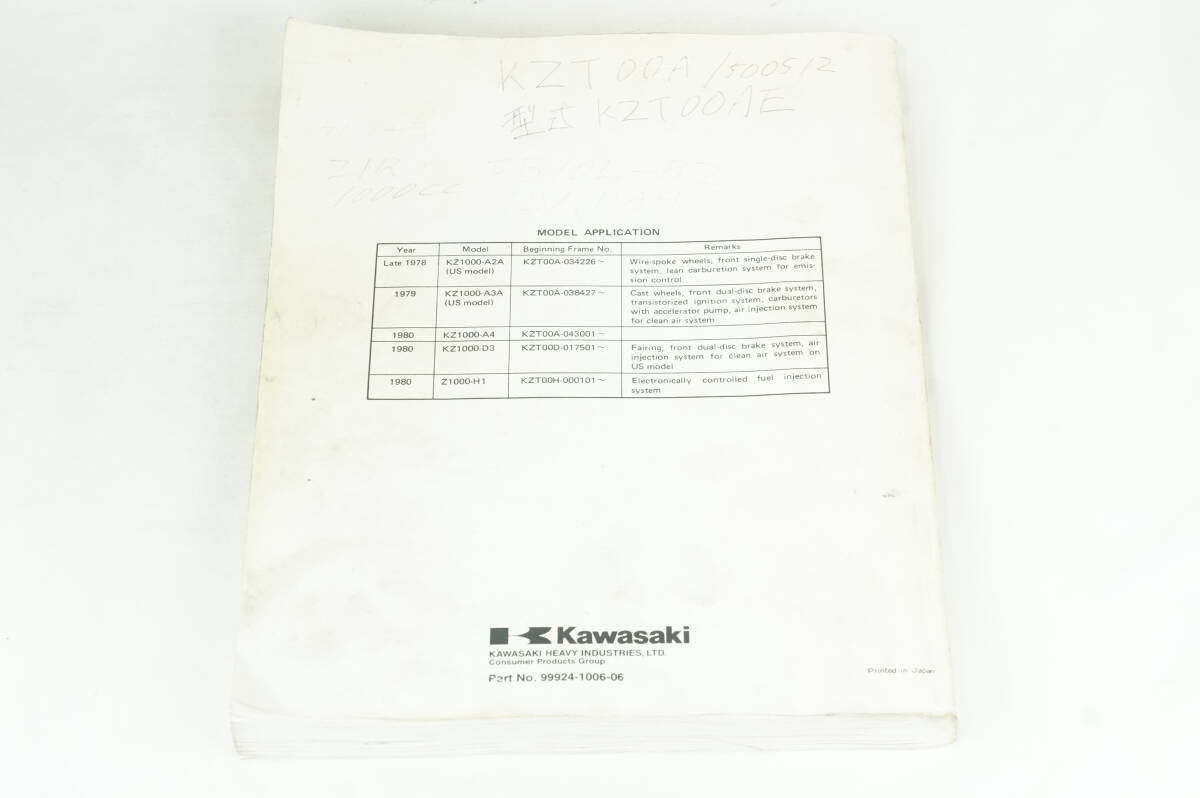 KZT00A/500512
型式 KZT00AE
Z1R
1000cc
MODEL APPLICATION
Year Model Beginning Frame No. Remarks
Late 1978 KZ1000-A2A KZT00A-034226~ Wire-spoke wheels, front single-disc brake
(US model) system, lean carburetion system for emis-
sion control
1979 KZ1000-A3A KZT00A-038427~ Cast wheels, front dual-disc brake system,
(US model) transistorized ignition system, carburetors
with accelerator pump, air injection system
for clean air system
1980 KZ1000-A4 KZT00A-043001~
1980 KZ1000-D3 KZT00D-017501~ Fairing, front dual-disc brake system, air
injection system for clean air system on
US model
1980 Z1000-H1 KZT00H-000101~ Electronically controlled fuel injection
system
Kawasaki
KAWASAKI HEAVY INDUSTRIES, LTD.
Consumer Products Group
Part No. 99924-1006-06
Printed in Japan